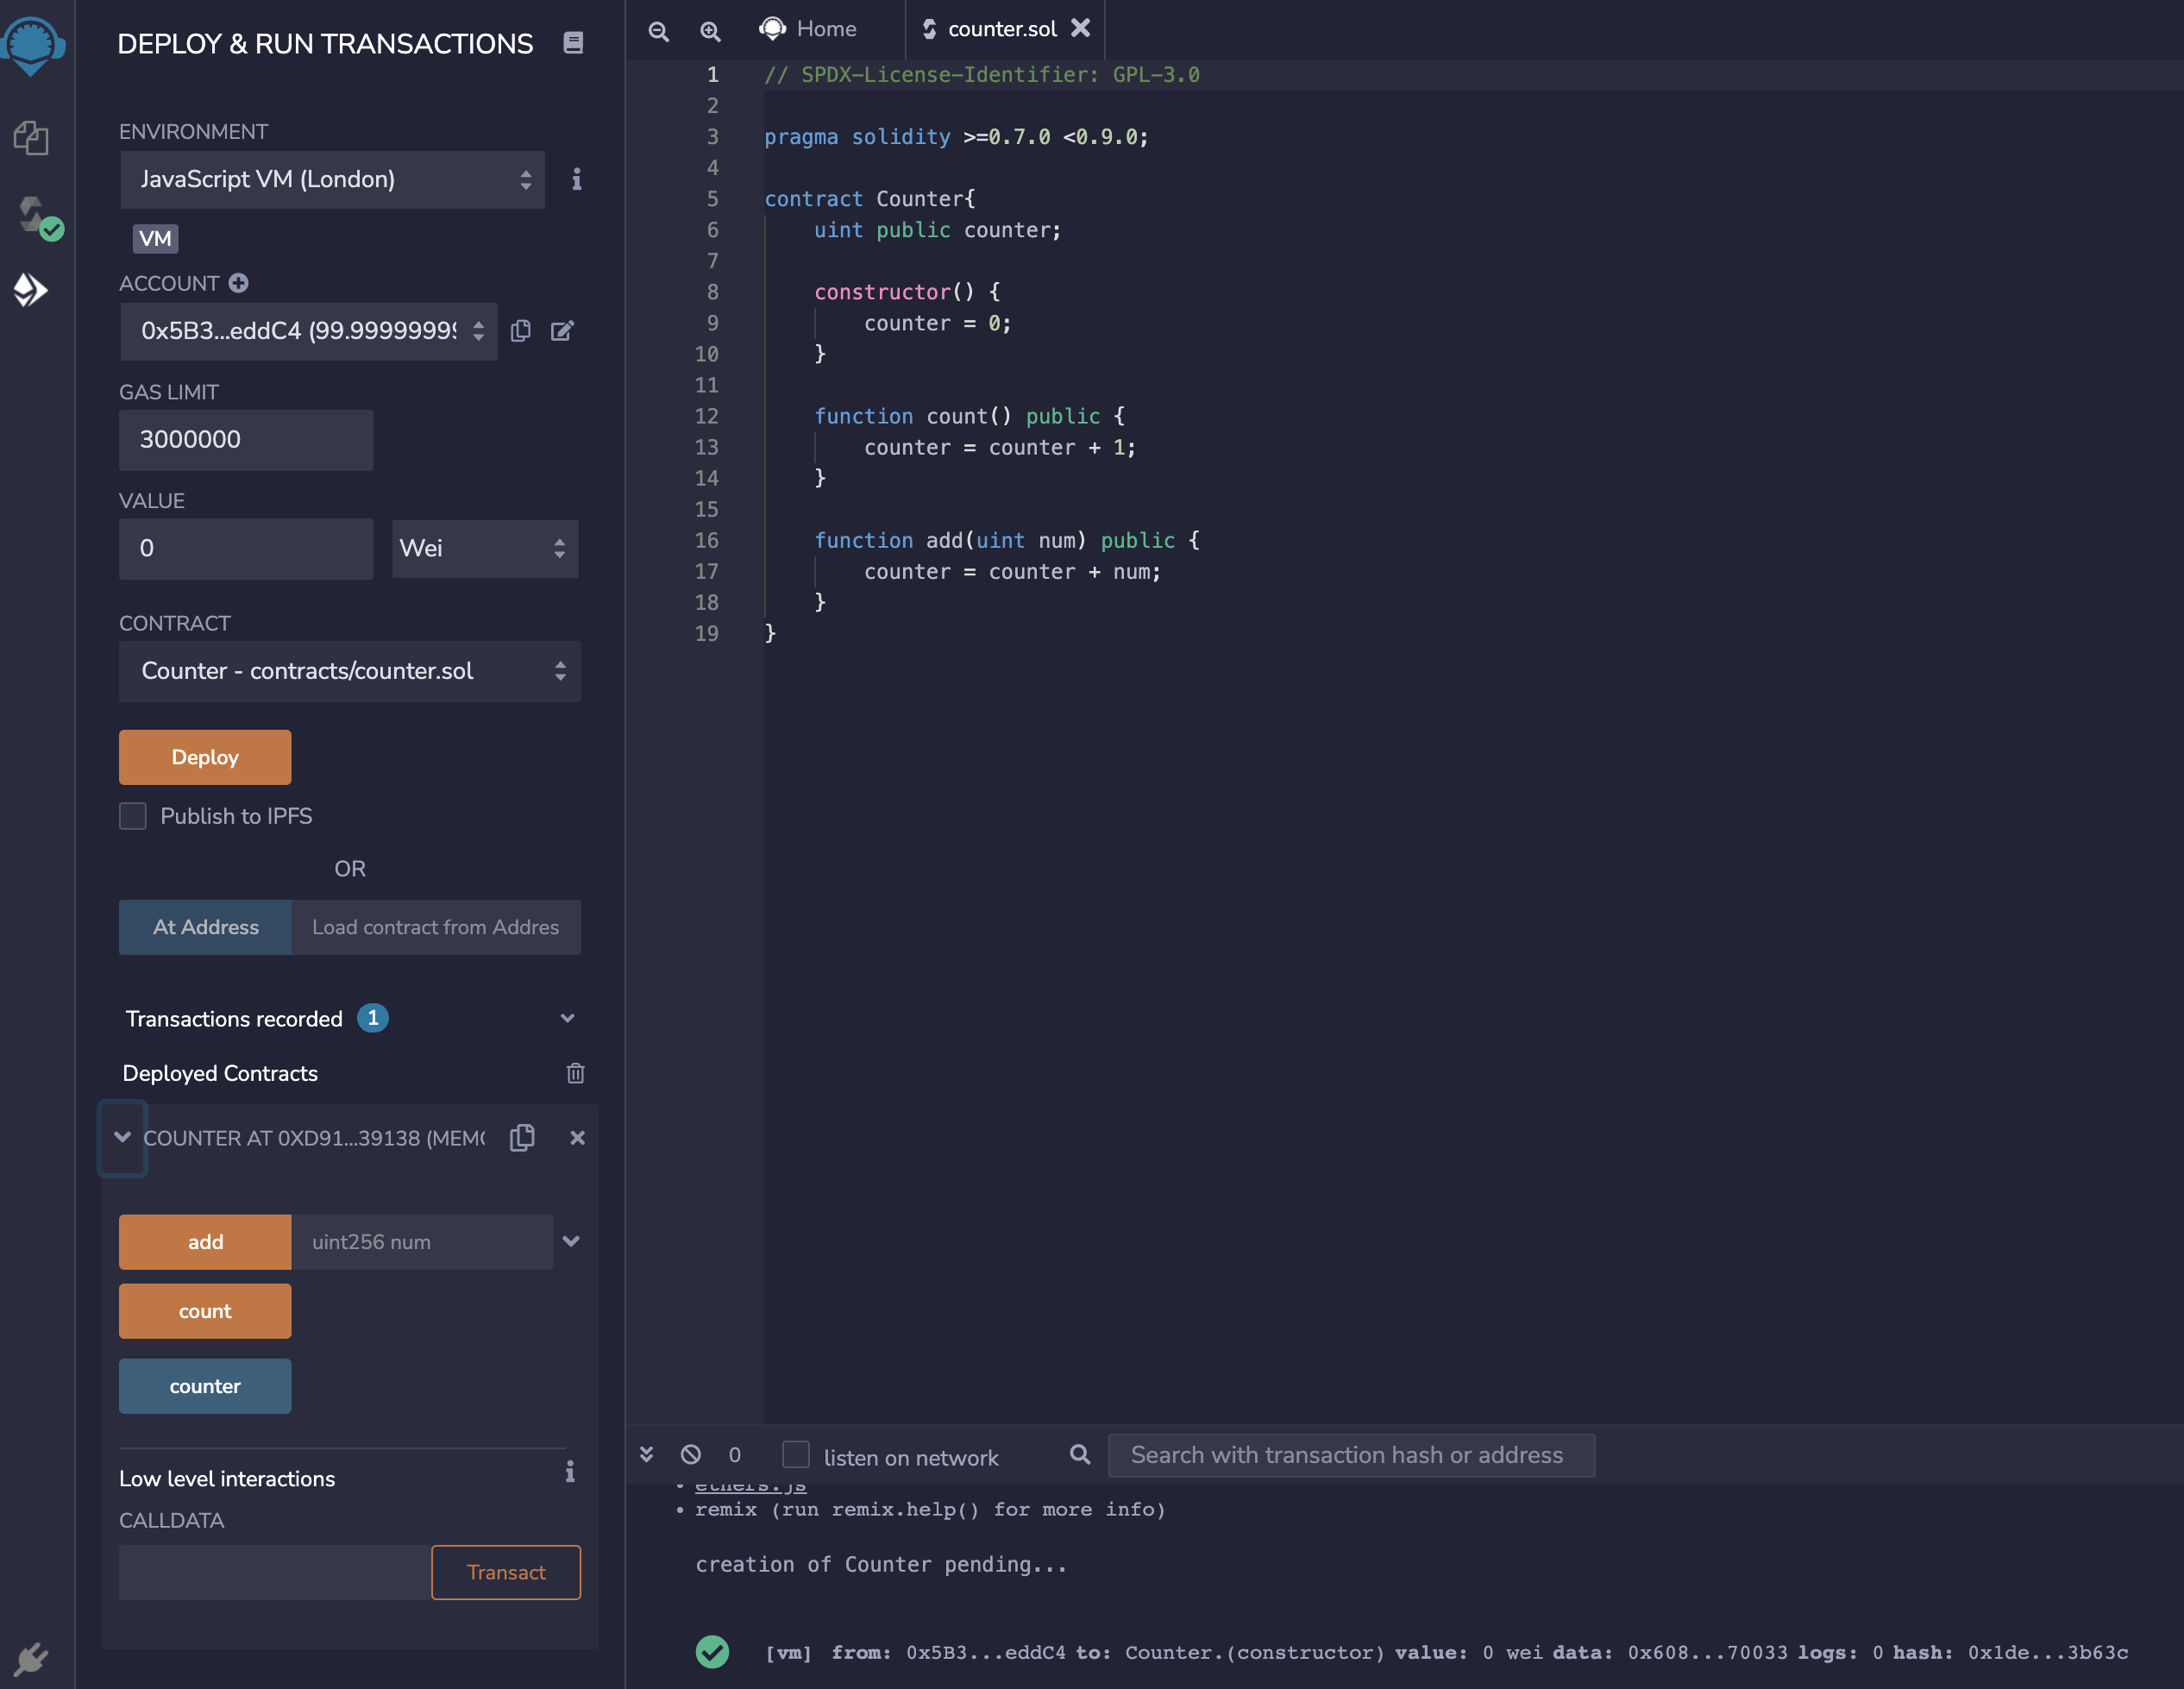 DEPLOY & RUN TRANSACTIONS
ENVIRONMENT
JavaScript VM (London)
VM
ACCOUNT
0x5B3...eddC4 (99.9999999
GAS LIMIT
3000000
VALUE
0
Wei
CONTRACT
Counter - contracts/counter.sol
Deploy
Publish to IPFS
OR
At Address
Load contract from Addres
Transactions recorded 1
Deployed Contracts
COUNTER AT 0XD91...39138 (MEMO
add
uint256 num
count
counter
Low level interactions
CALLDATA
Transact
Home
counter.sol
1 // SPDX-License-Identifier: GPL-3.0
2
3 pragma solidity >=0.7.0 <0.9.0;
4
5 contract Counter{
6     uint public counter;
7
8     constructor() {
9         counter = 0;
10     }
11
12     function count() public {
13         counter = counter + 1;
14     }
15
16     function add(uint num) public {
17         counter = counter + num;
18     }
19 }
0
listen on network
Search with transaction hash or address
• ethers.js
• remix (run remix.help() for more info)
creation of Counter pending...
[vm] from: 0x5B3...eddC4 to: Counter.(constructor) value: 0 wei data: 0x608...70033 logs: 0 hash: 0x1de...3b63c